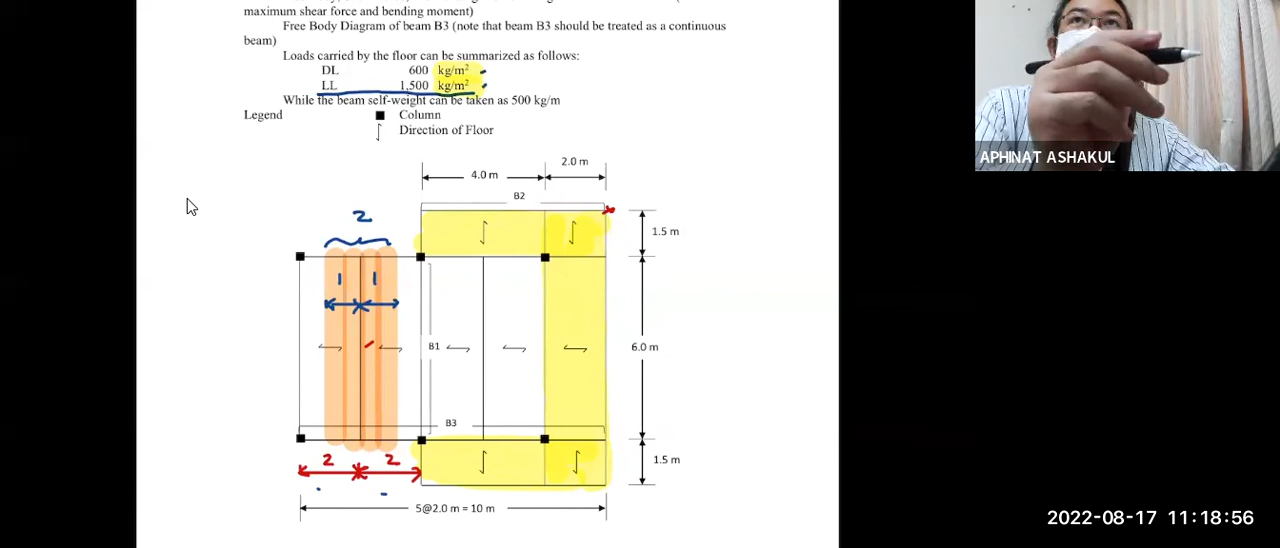 maximum shear force and bending moment)
Free Body Diagram of beam B3 (note that beam B3 should be treated as a continuous
beam)
Loads carried by the floor can be summarized as follows:
DL 600 kg/m²
LL 1,500 kg/m²
While the beam self-weight can be taken as 500 kg/m
Legend Column
Direction of Floor
APHINAT ASHAKUL
2.0 m
4.0 m
B2
2
1.5 m
1 1
B1
6.0 m
B3
2 2
1.5 m
5@2.0 m = 10 m
2022-08-17 11:18:56